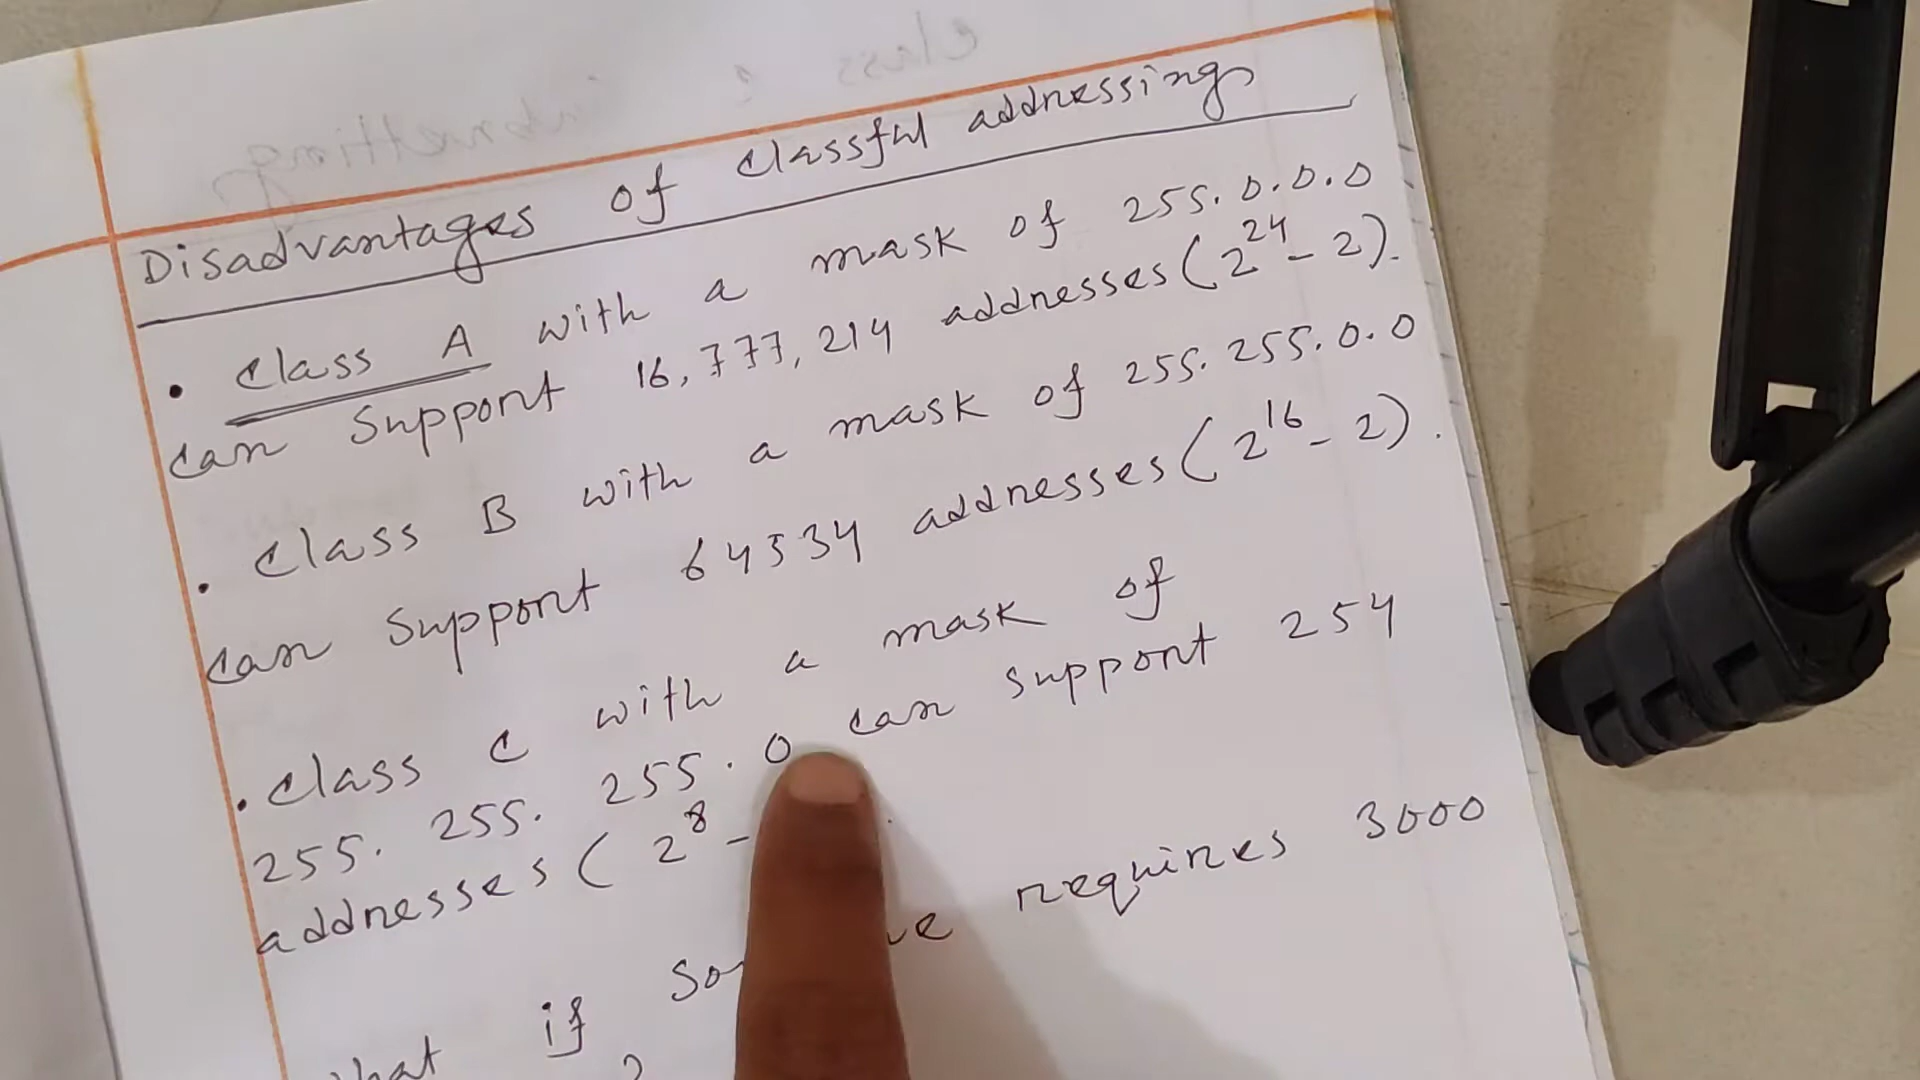 Disadvantages of classful addressing
• Class A with a mask of 255.0.0.0
can support 16,777,214 addresses(2^24 - 2).
• Class B with a mask of 255.255.0.0
can support 64534 addresses(2^16 - 2).
• Class C with a mask of
255.255.255.0 can support 254
addresses(2^8 -
if requires 3000